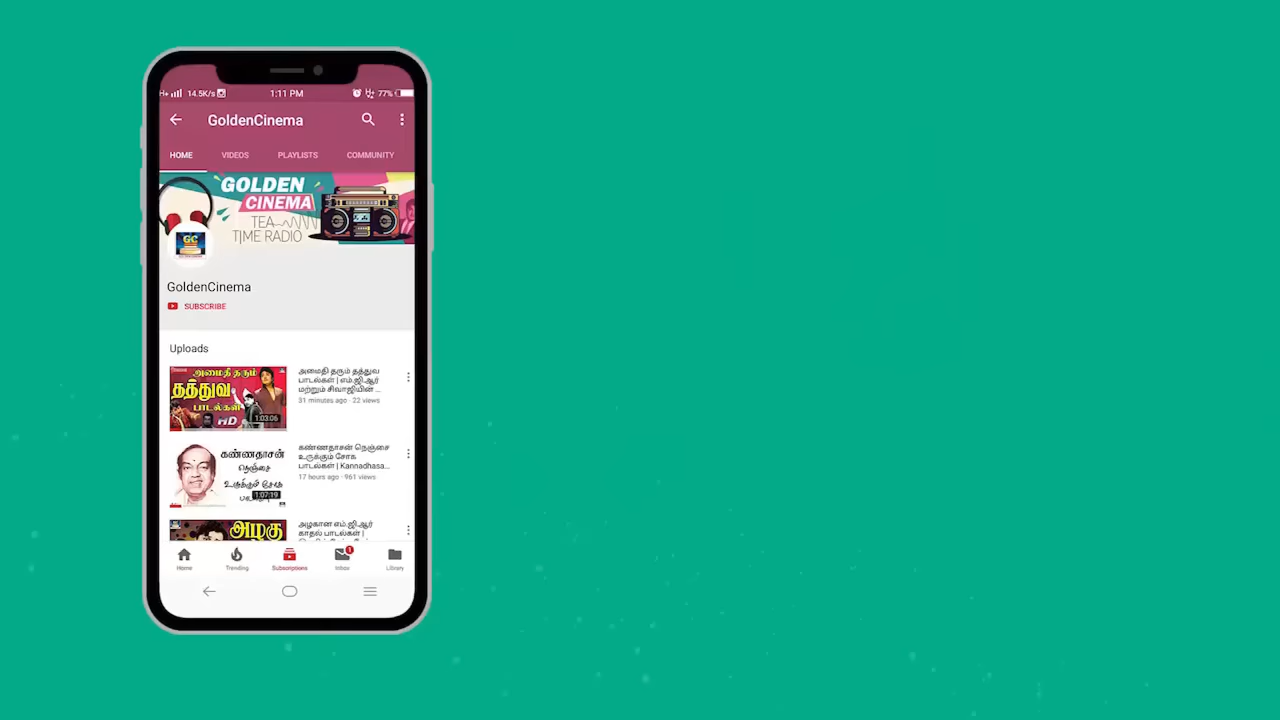 H+ 14.5K/s 1:11 PM 77%
GoldenCinema
HOME VIDEOS PLAYLISTS COMMUNITY
GOLDEN
CINEMA
TEA
TIME RADIO
GC
GoldenCinema
SUBSCRIBE
Uploads
அமைதி தரும்
தத்துவ
பாடல்கள்
HD
1:03:06
அமைதி தரும் தத்துவ
பாடல்கள் | எம்.ஜி.ஆர்
மற்றும் சிவாஜியின் ...
31 minutes ago · 22 views
கண்ணதாசன்
நெஞ்சை
உருக்கும் சோக
1:07:19
கண்ணதாசன் நெஞ்சை
உருக்கும் சோக
பாடல்கள் | Kannadhasa...
17 hours ago · 961 views
அழகு
அழகான எம்.ஜி.ஆர்
காதல் பாடல்கள் |
Home Trending Subscriptions Inbox 1 Library